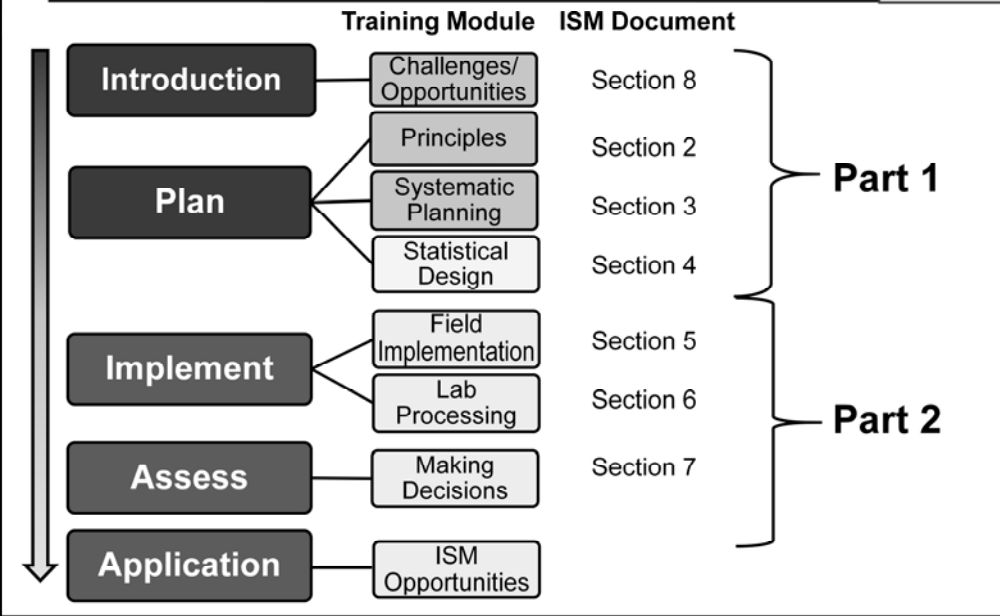 Training Module ISM Document
Introduction
Challenges/
Opportunities
Section 8
Principles
Section 2
Plan
Systematic
Planning
Section 3
Statistical
Design
Section 4
Part 1
Field
Implementation
Section 5
Implement
Lab
Processing
Section 6
Part 2
Assess
Making
Decisions
Section 7
Application
ISM
Opportunities